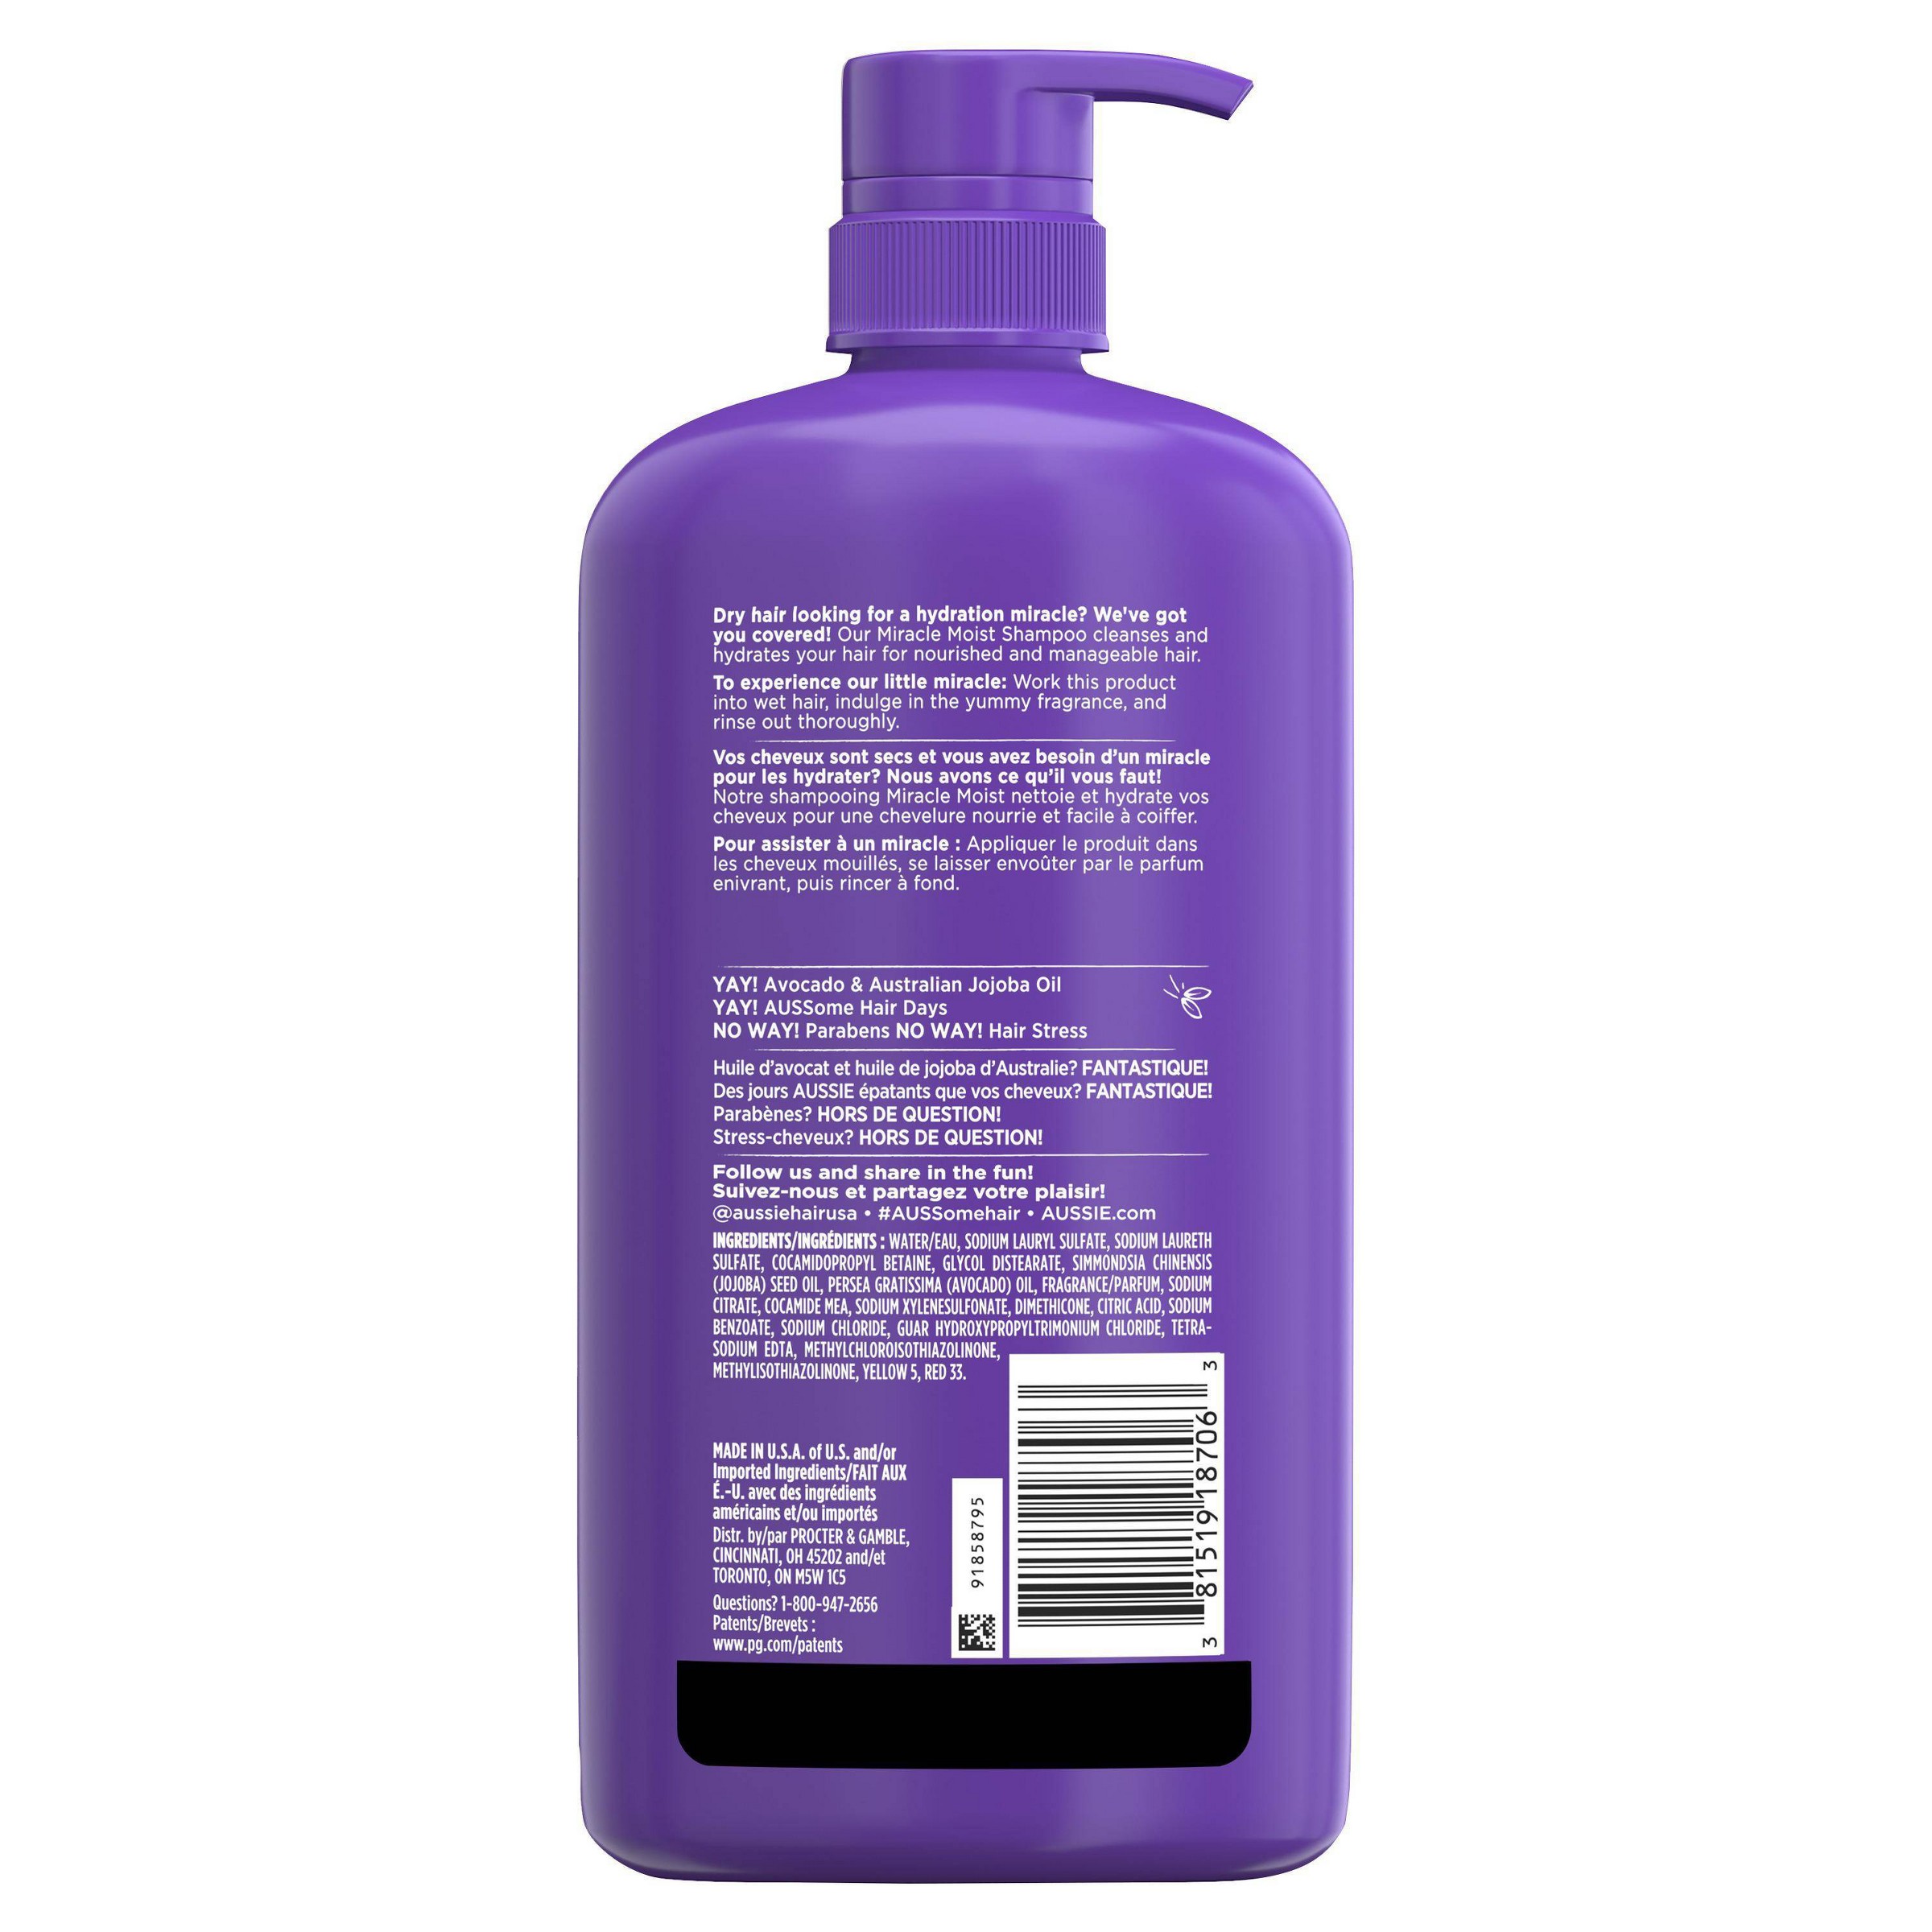 Dry hair looking for a hydration miracle? We've got
you covered! Our Miracle Moist Shampoo cleanses and
hydrates your hair for nourished and manageable hair.
To experience our little miracle: Work this product
into wet hair, indulge in the yummy fragrance, and
rinse out thoroughly.
Vos cheveux sont secs et vous avez besoin d’un miracle
pour les hydrater? Nous avons ce qu’il vous faut!
Notre shampooing Miracle Moist nettoie et hydrate vos
cheveux pour une chevelure nourrie et facile à coiffer.
Pour assister à un miracle : Appliquer le produit dans
les cheveux mouillés, se laisser envoûter par le parfum
enivrant, puis rincer à fond.
YAY! Avocado & Australian Jojoba Oil
YAY! AUSSome Hair Days
NO WAY! Parabens NO WAY! Hair Stress
Huile d’avocat et huile de jojoba d’Australie? FANTASTIQUE!
Des jours AUSSIE épatants que vos cheveux? FANTASTIQUE!
Parabènes? HORS DE QUESTION!
Stress-cheveux? HORS DE QUESTION!
Follow us and share in the fun!
Suivez-nous et partagez votre plaisir!
@aussiehairusa • #AUSSomehair • AUSSIE.com
INGREDIENTS/INGRÉDIENTS : WATER/EAU, SODIUM LAURYL SULFATE, SODIUM LAURETH
SULFATE, COCAMIDOPROPYL BETAINE, GLYCOL DISTEARATE, SIMMONDSIA CHINENSIS
(JOJOBA) SEED OIL, PERSEA GRATISSIMA (AVOCADO) OIL, FRAGRANCE/PARFUM, SODIUM
CITRATE, COCAMIDE MEA, SODIUM XYLENESULFONATE, DIMETHICONE, CITRIC ACID, SODIUM
BENZOATE, SODIUM CHLORIDE, GUAR HYDROXYPROPYLTRIMONIUM CHLORIDE, TETRA-
SODIUM EDTA, METHYLCHLOROISOTHIAZOLINONE,
METHYLISOTHIAZOLINONE, YELLOW 5, RED 33.
MADE IN U.S.A. of U.S. and/or
Imported Ingredients/FAIT AUX
É.-U. avec des ingrédients
américains et/ou importés
Distr. by/par PROCTER & GAMBLE,
CINCINNATI, OH 45202 and/et
TORONTO, ON M5W 1C5
Questions? 1-800-947-2656
Patents/Brevets :
www.pg.com/patents
91858795
3 81519 18706 3